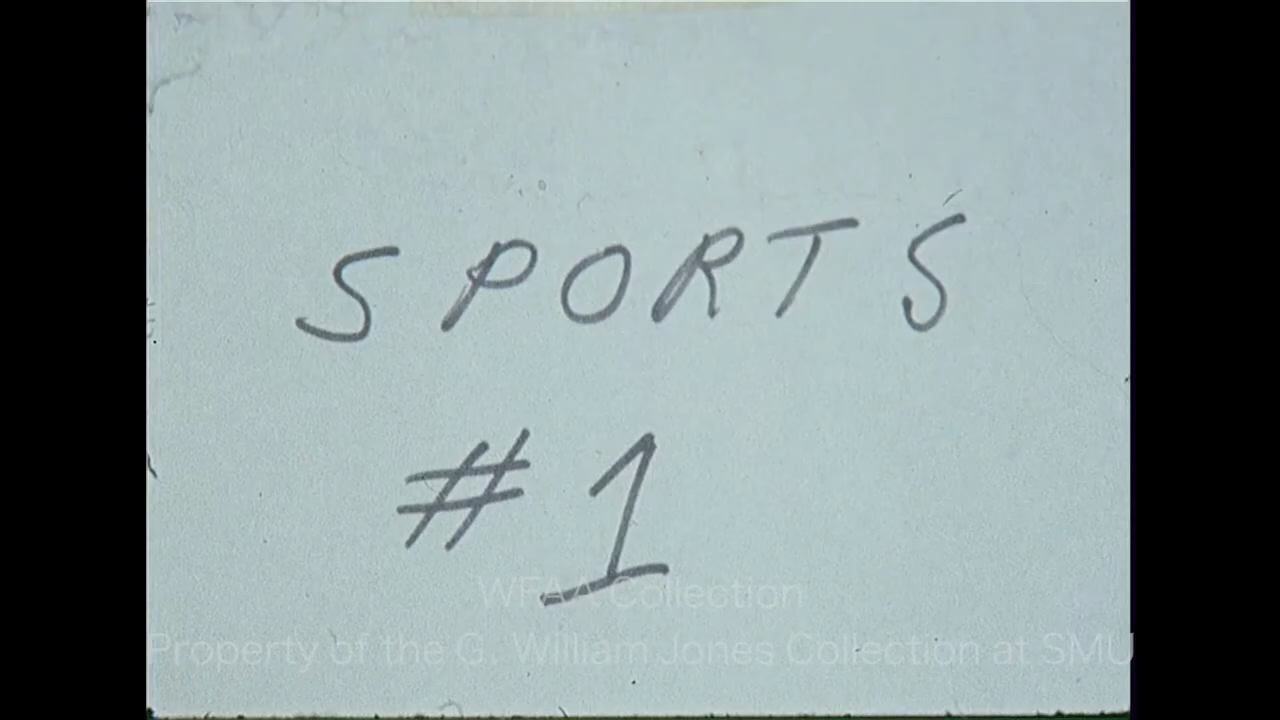 SPORTS
#1
WFAA Collection
Property of the G. William Jones Collection at SMU